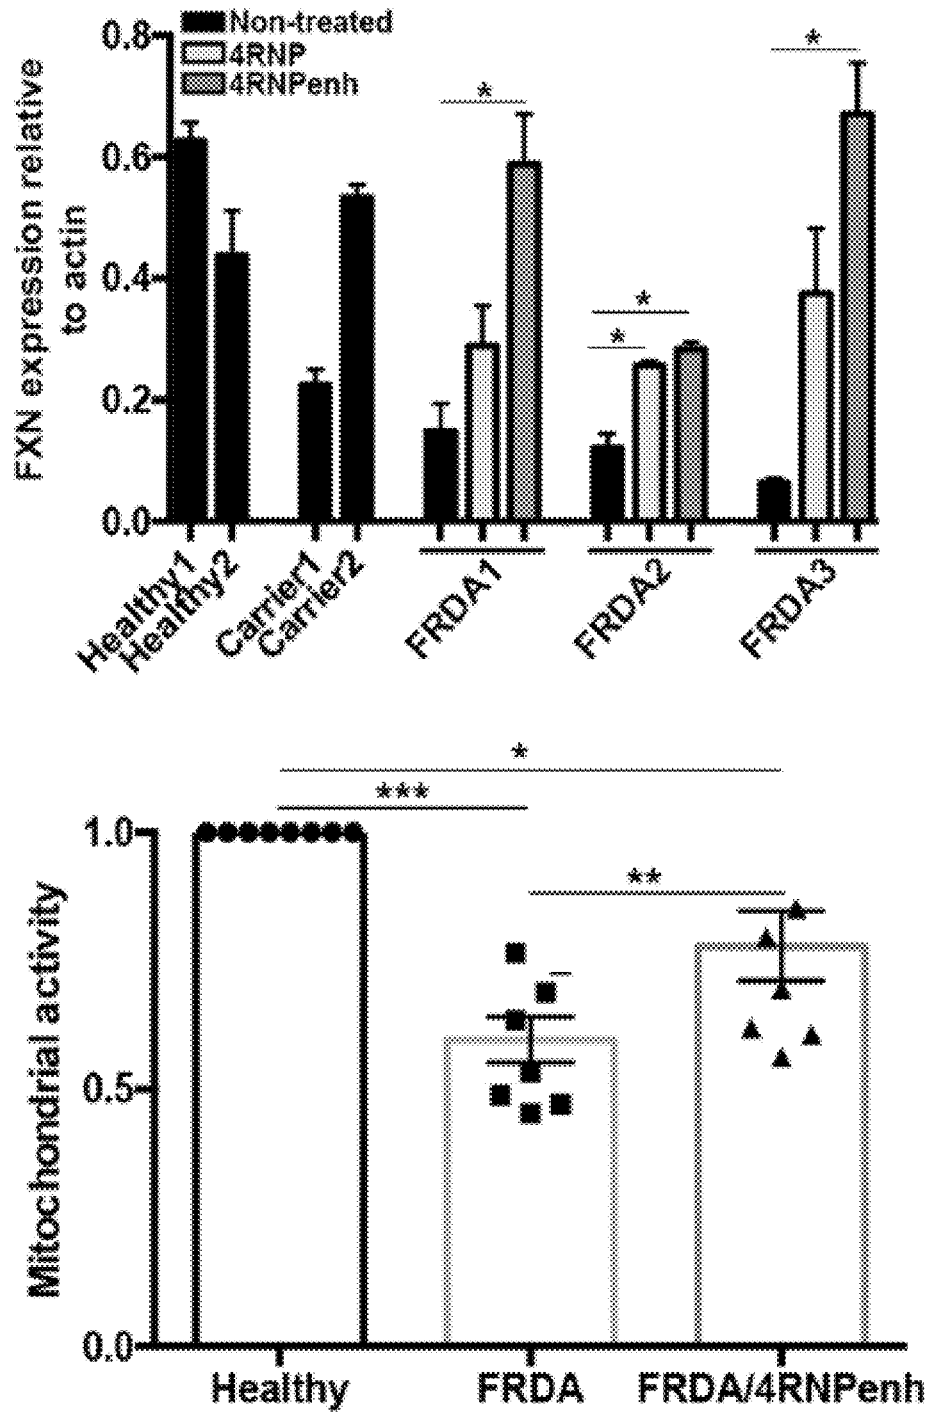 Non-treated
4RNP
4RNPenh
FXN expression relative
to actin
0.8
0.6
0.4
0.2
0.0
*
*
*
*
Healthy1
Healthy2
Carrier1
Carrier2
FRDA1
FRDA2
FRDA3
*
***
**
Mitochondrial activity
1.0
0.5
0.0
Healthy
FRDA
FRDA/4RNPenh